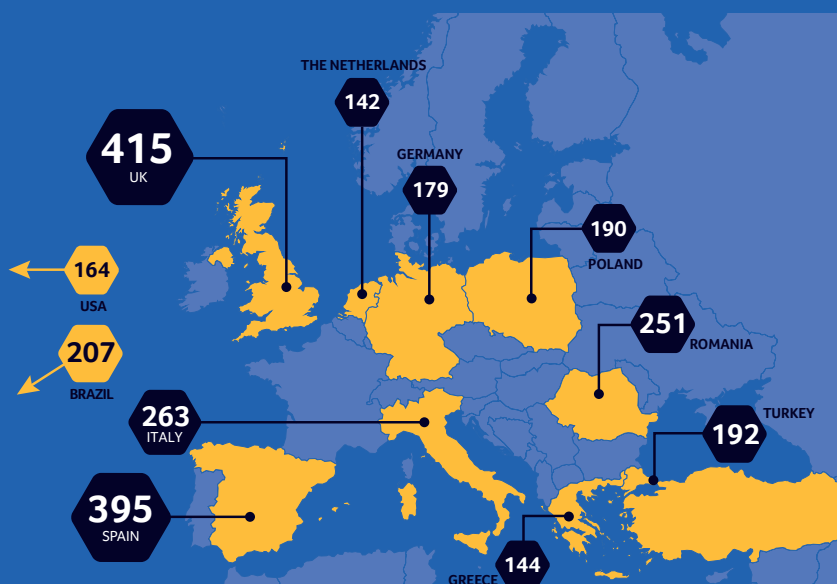 THE NETHERLANDS
142
415
UK
GERMANY
179
190
POLAND
164
USA
251
ROMANIA
207
BRAZIL
263
ITALY
TURKEY
192
395
SPAIN
144
GREECE